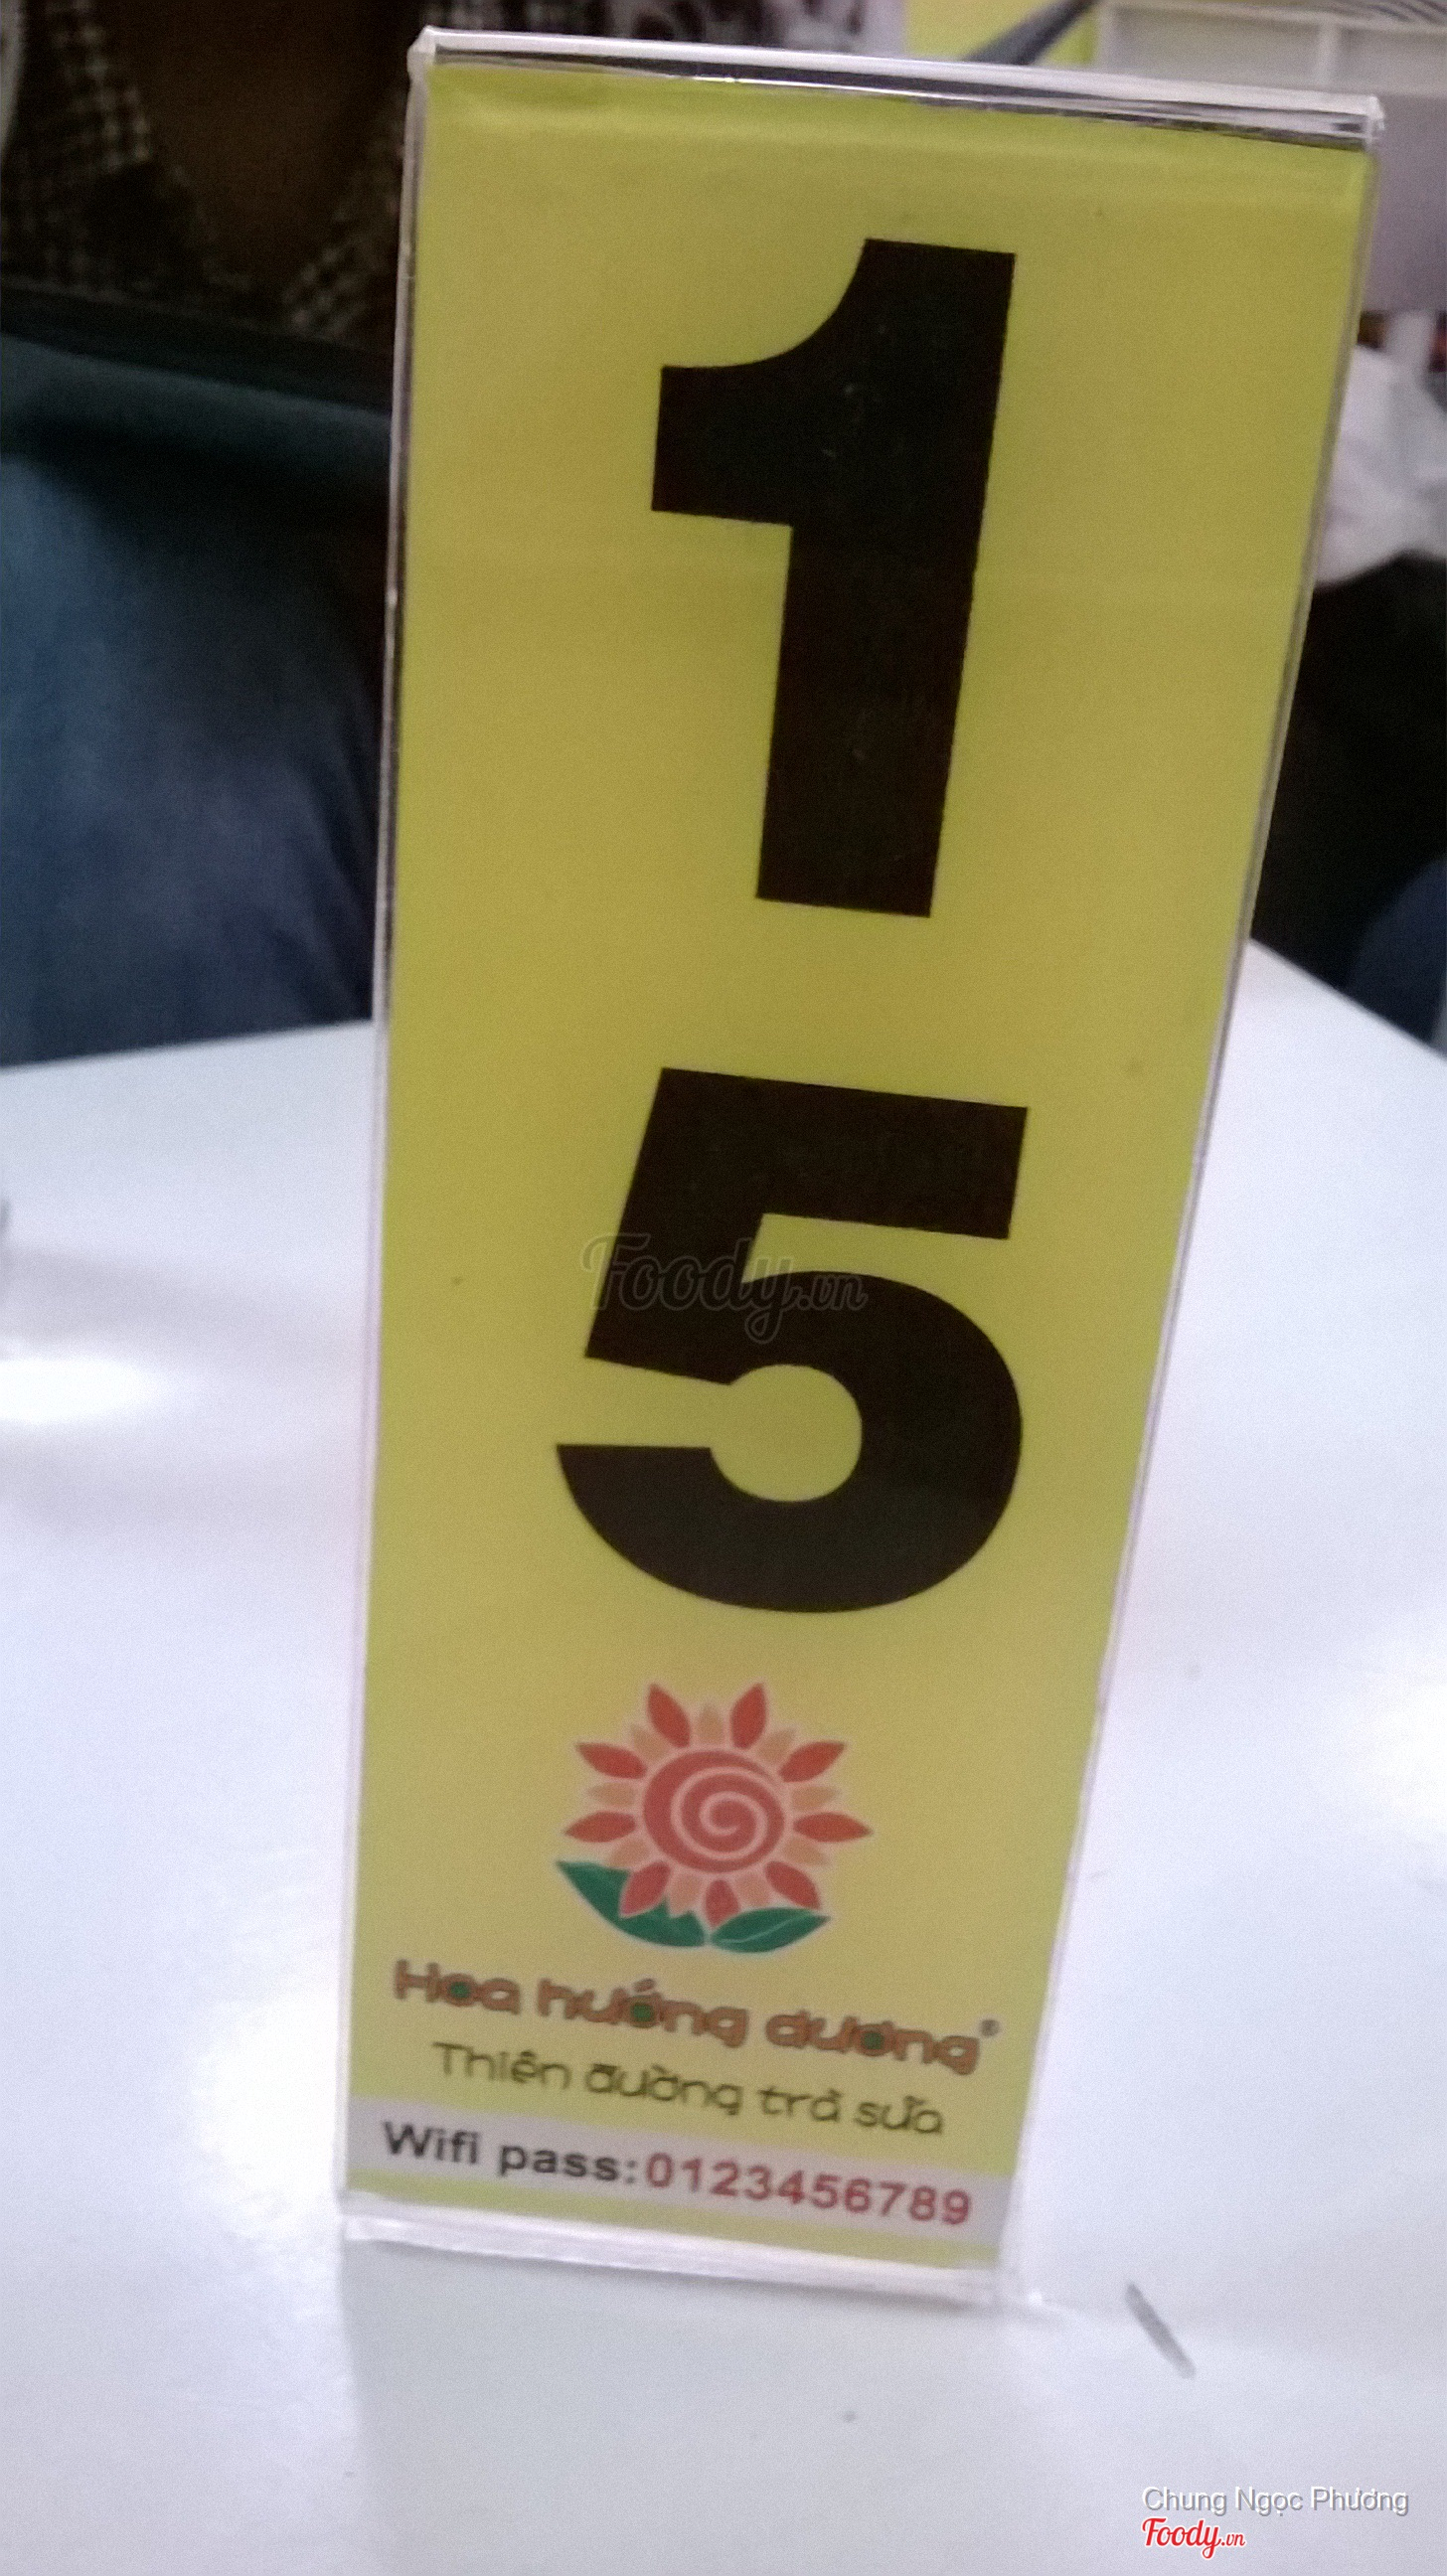 1
5
Foody.vn
Hoa hướng dương®
Thiên đường trà sữa
Wifi pass: 0123456789
Chung Ngọc Phương
Foody.vn